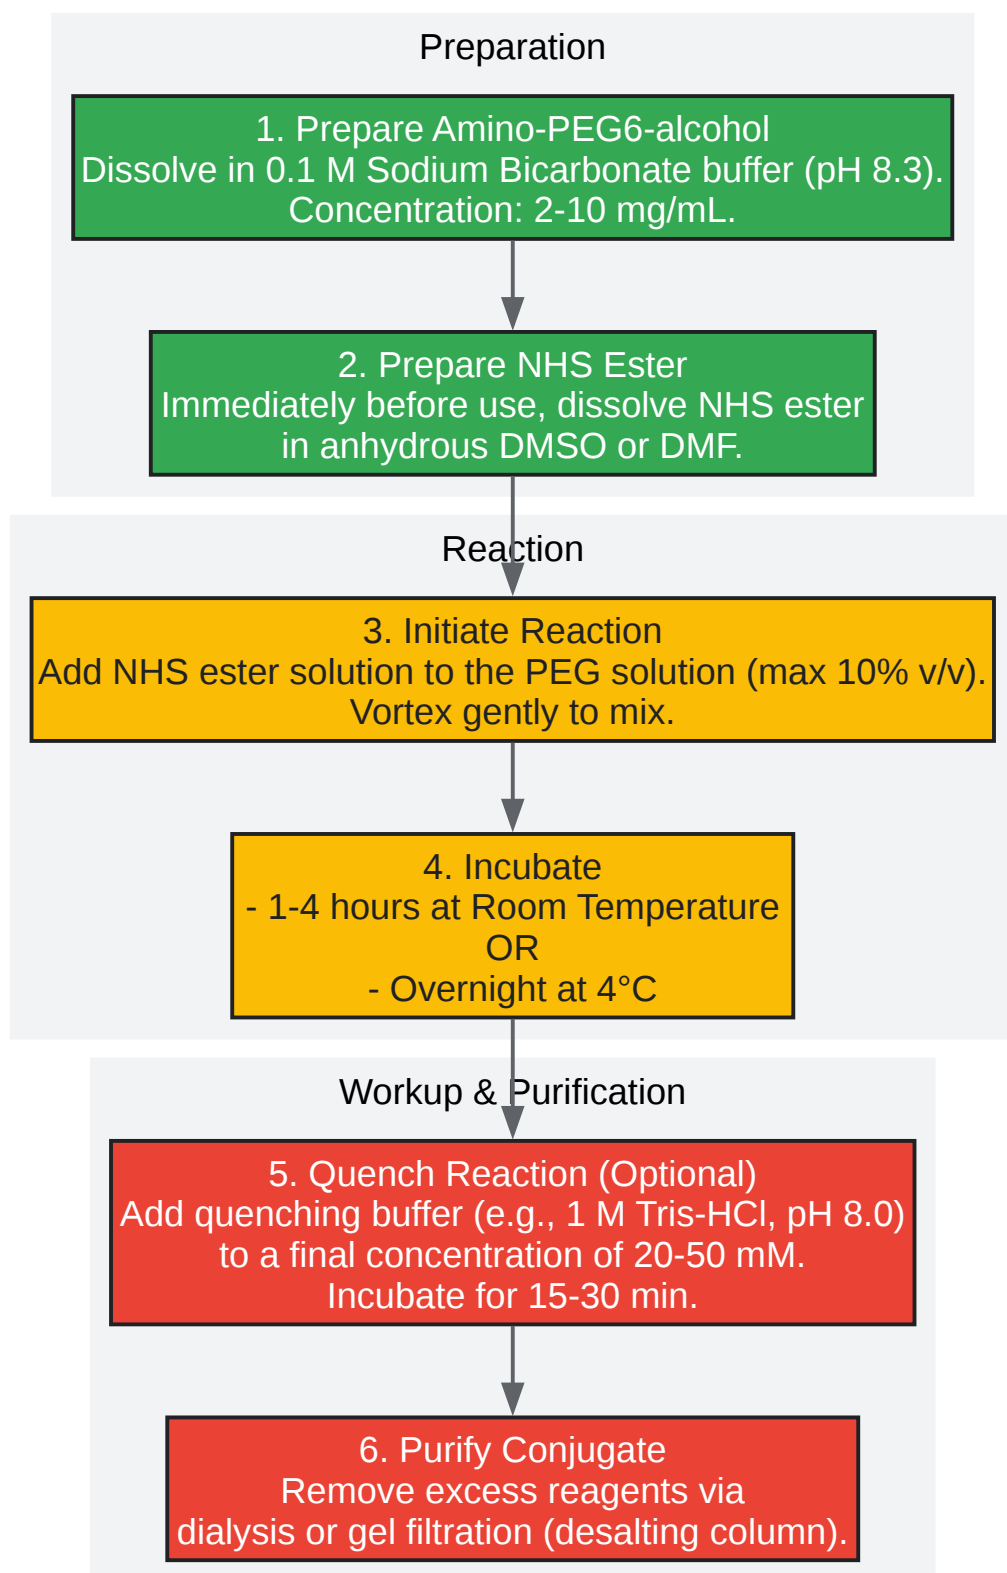 Preparation
1. Prepare Amino-PEG6-alcohol
Dissolve in 0.1 M Sodium Bicarbonate buffer (pH 8.3).
Concentration: 2-10 mg/mL.
2. Prepare NHS Ester
Immediately before use, dissolve NHS ester
in anhydrous DMSO or DMF.
Reaction
3. Initiate Reaction
Add NHS ester solution to the PEG solution (max 10% v/v).
Vortex gently to mix.
4. Incubate
- 1-4 hours at Room Temperature
OR
- Overnight at 4°C
Workup & Purification
5. Quench Reaction (Optional)
Add quenching buffer (e.g., 1 M Tris-HCl, pH 8.0)
to a final concentration of 20-50 mM.
Incubate for 15-30 min.
6. Purify Conjugate
Remove excess reagents via
dialysis or gel filtration (desalting column).